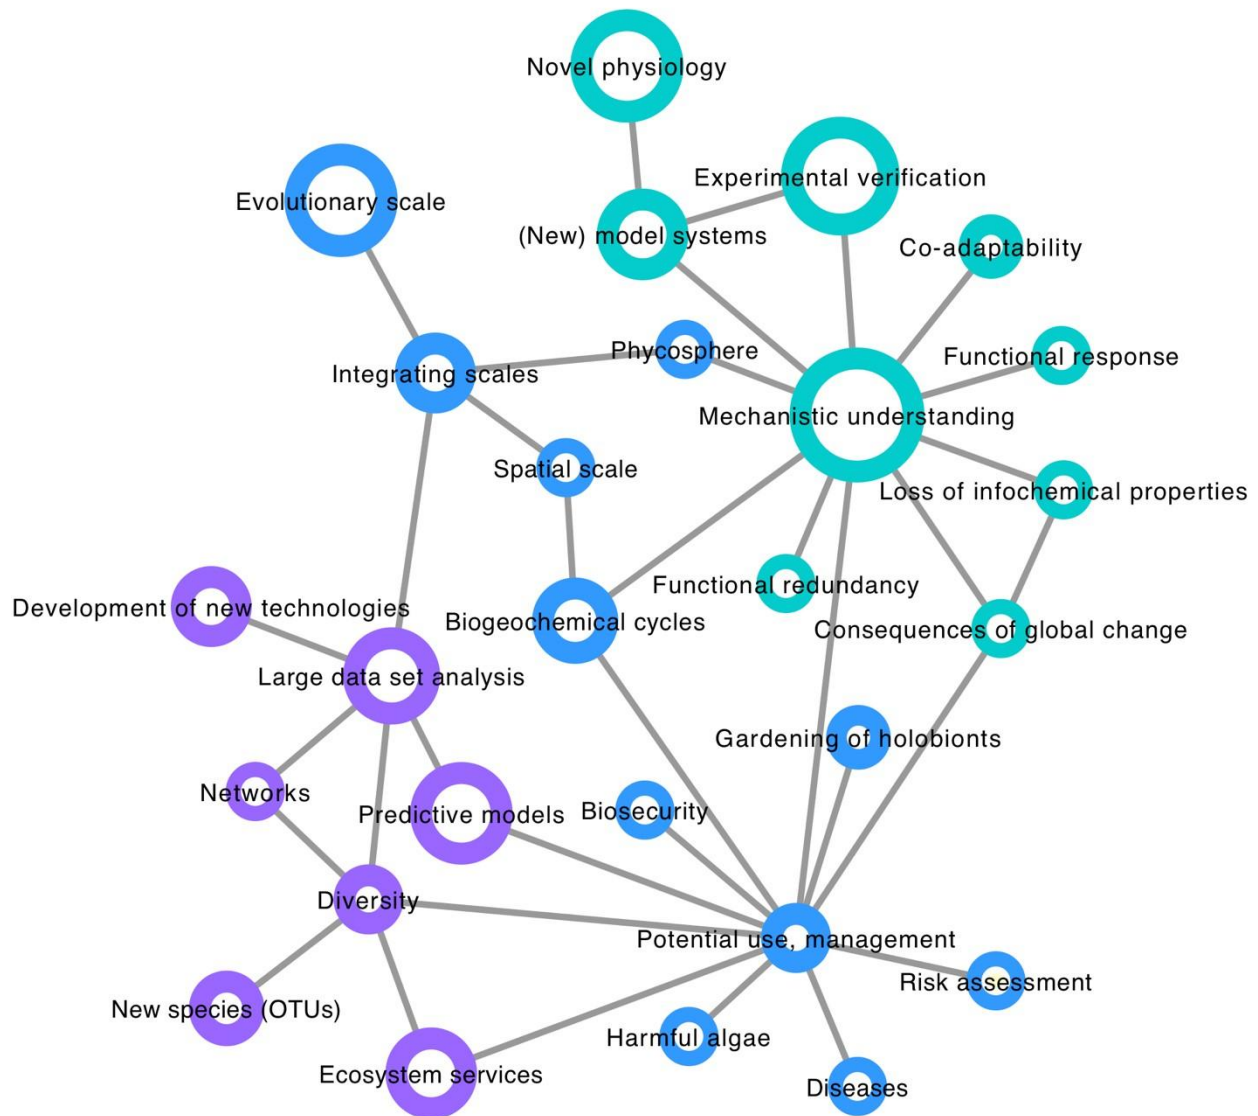 Novel physiology
Experimental verification
Evolutionary scale
(New) model systems
Co-adaptability
Phycosphere
Functional response
Integrating scales
Mechanistic understanding
Spatial scale
Loss of infochemical properties
Functional redundancy
Development of new technologies
Biogeochemical cycles
Consequences of global change
Large data set analysis
Gardening of holobionts
Networks
Biosecurity
Predictive models
Diversity
Potential use, management
Risk assessment
New species (OTUs)
Harmful algae
Ecosystem services
Diseases